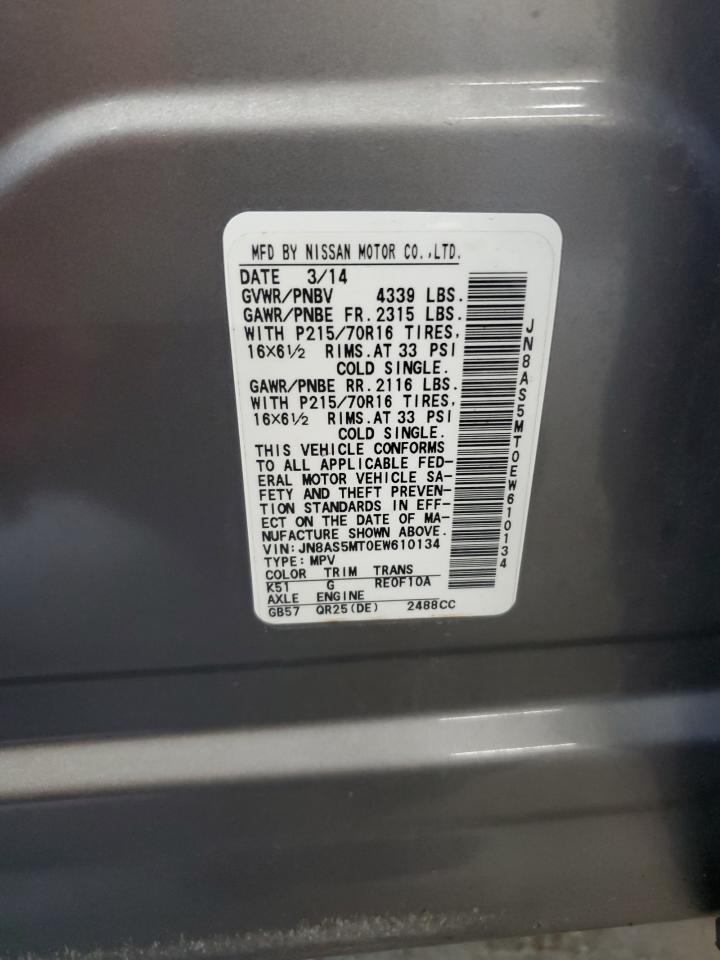 MFD BY NISSAN MOTOR CO.,LTD.
DATE 3/14
GVWR/PNBV 4339 LBS.
GAWR/PNBE FR. 2315 LBS.
WITH P215/70R16 TIRES,
16×6½ RIMS.AT 33 PSI
COLD SINGLE.
GAWR/PNBE RR. 2116 LBS.
WITH P215/70R16 TIRES,
16×6½ RIMS.AT 33 PSI
COLD SINGLE.
THIS VEHICLE CONFORMS
TO ALL APPLICABLE FED-
ERAL MOTOR VEHICLE SA-
FETY AND THEFT PREVEN-
TION STANDARDS IN EFF-
ECT ON THE DATE OF MA-
NUFACTURE SHOWN ABOVE.
VIN:JN8AS5MT0EW610134
TYPE:MPV
COLOR TRIM TRANS
K51 G RE0F10A
AXLE ENGINE
GB57 QR25(DE) 2488CC
JN8AS5MT0EW610134